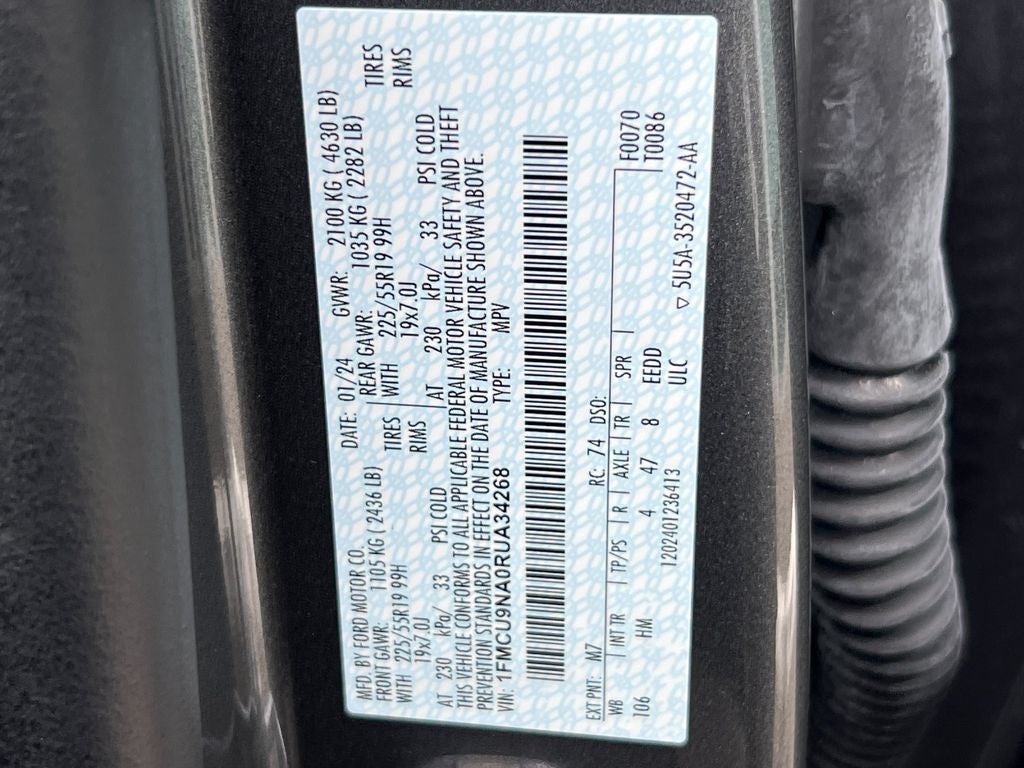 MFD. BY FORD MOTOR CO.
DATE: 01/24 GVWR: 2100 KG ( 4630 LB)
FRONT GAWR: 1105 KG ( 2436 LB) REAR GAWR: 1035 KG ( 2282 LB)
WITH 225/55R19 99H TIRES WITH 225/55R19 99H TIRES
19x7.0J RIMS 19x7.0J RIMS
AT 230 kPa/ 33 PSI COLD AT 230 kPa/ 33 PSI COLD
THIS VEHICLE CONFORMS TO ALL APPLICABLE FEDERAL MOTOR VEHICLE SAFETY AND THEFT
PREVENTION STANDARDS IN EFFECT ON THE DATE OF MANUFACTURE SHOWN ABOVE.
VIN: 1FMCU9NA0RUA34268 TYPE: MPV
EXT PNT: M7 RC: 74 DSO: F0070
T0086
WB INT TR TP/PS R AXLE TR SPR
106 HM 4 47 8 EEDD
ULC
1202401236413
▽ 5U5A-3520472-AA